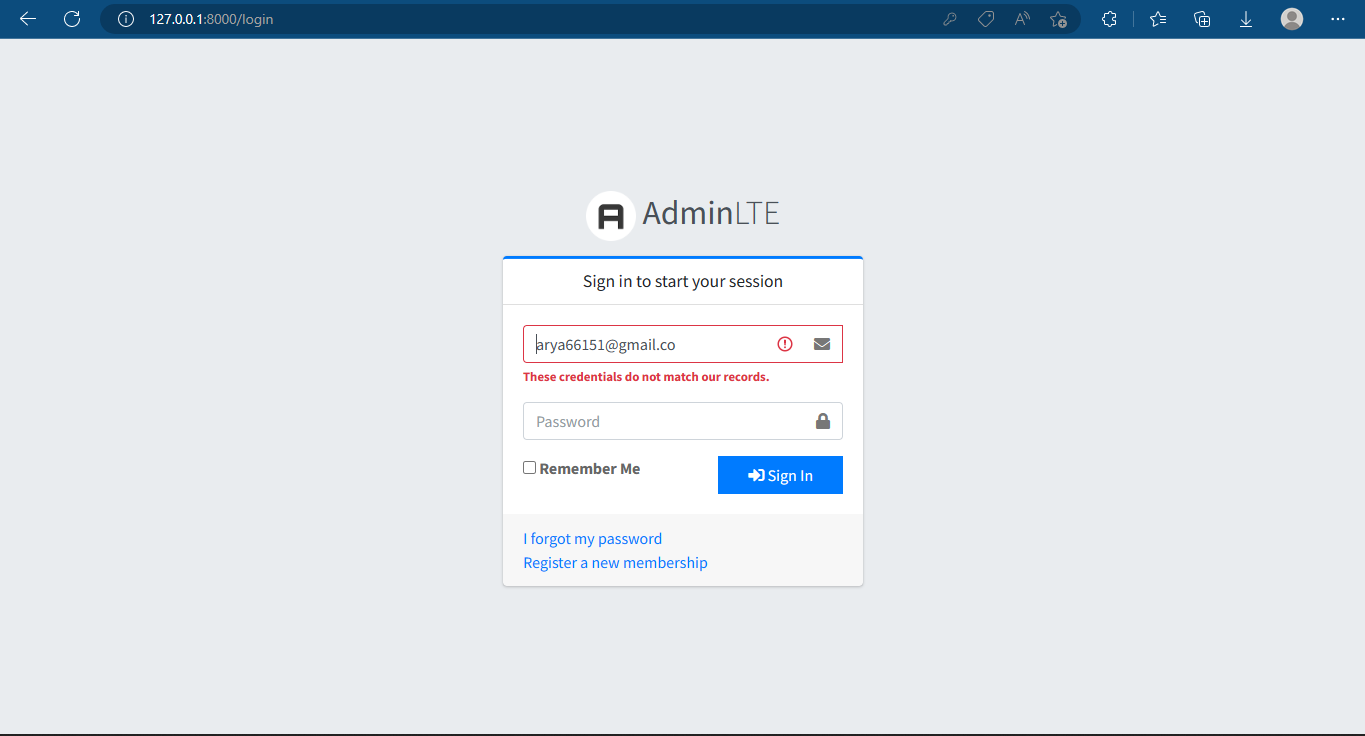 127.0.0.1:8000/login
AdminLTE
Sign in to start your session
arya66151@gmail.co
These credentials do not match our records.
Password
Remember Me
Sign In
I forgot my password
Register a new membership